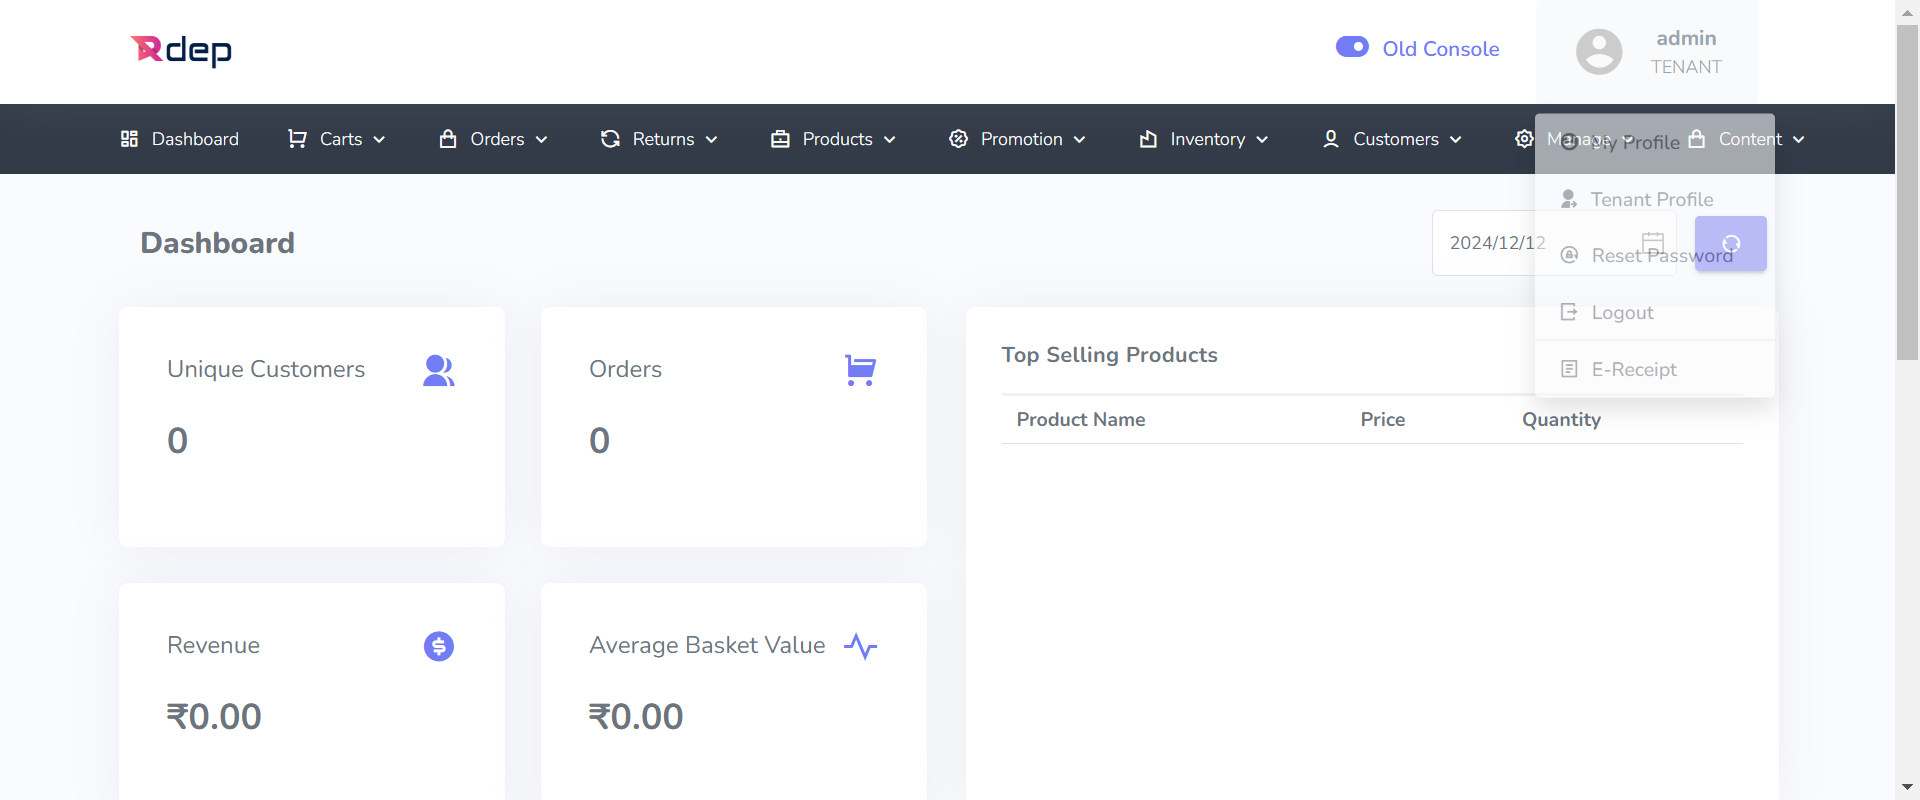 Rdep
Old Console
admin
TENANT
Dashboard
Carts
Orders
Returns
Products
Promotion
Inventory
Customers
Manage
Content
My Profile
Tenant Profile
Reset Password
Logout
E-Receipt
Dashboard
2024/12/12
Unique Customers
0
Orders
0
Revenue
₹0.00
Average Basket Value
₹0.00
Top Selling Products
Product Name Price Quantity